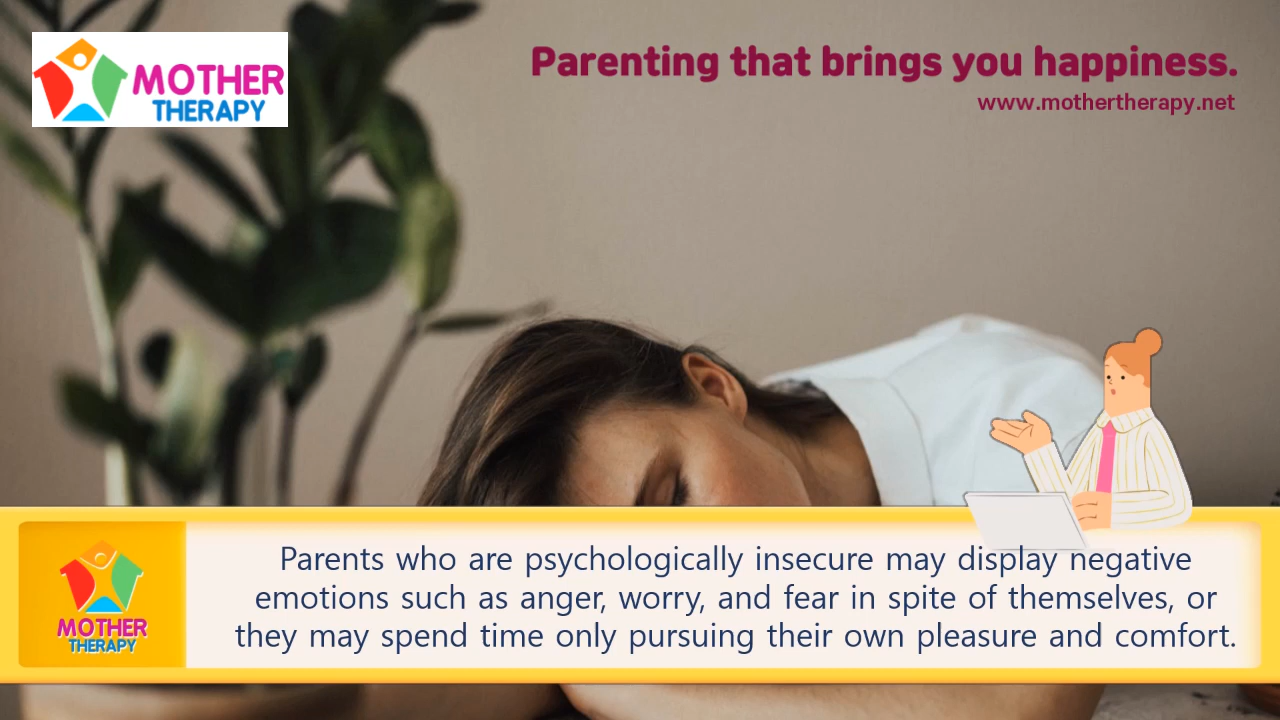 MOTHER
THERAPY
Parenting that brings you happiness.
www.mothertherapy.net
MOTHER
THERAPY
Parents who are psychologically insecure may display negative
emotions such as anger, worry, and fear in spite of themselves, or
they may spend time only pursuing their own pleasure and comfort.